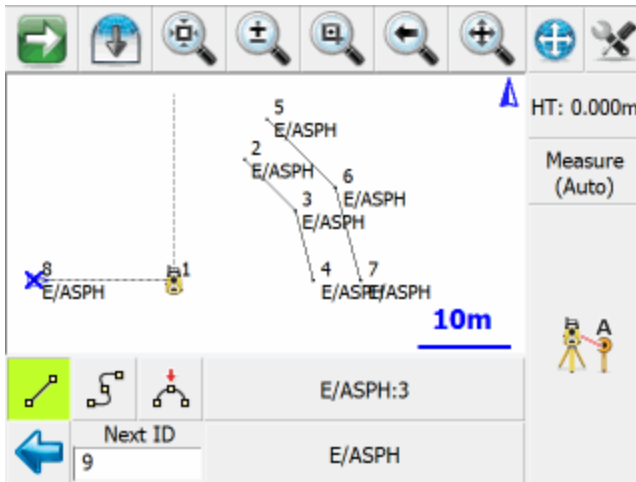 HT: 0.000m
Measure
(Auto)
5
E/ASPH
2
E/ASPH
6
E/ASPH
3
E/ASPH
8
E/ASPH
1
4
E/ASPH
7
E/ASPH
10m
A
E/ASPH:3
Next ID
9
E/ASPH